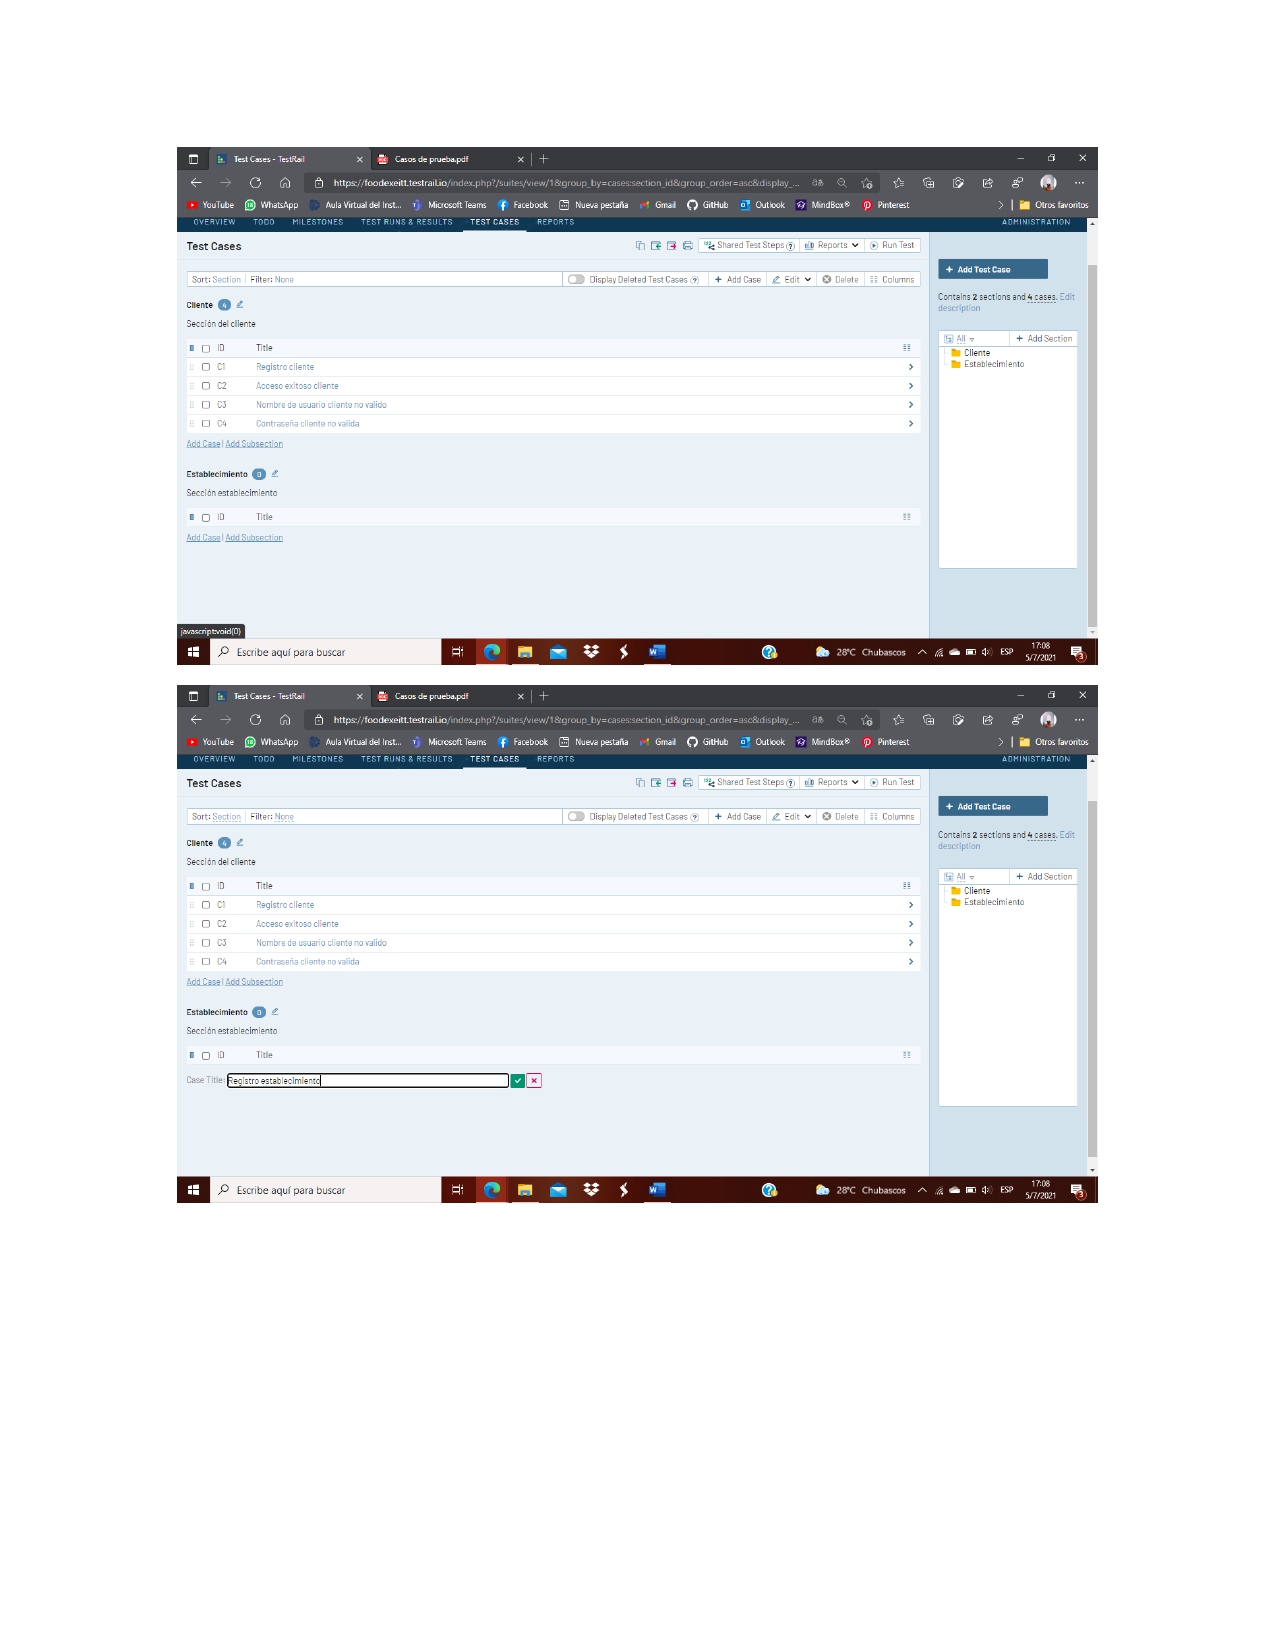 Test Cases - TestRail
Casos de prueba.pdf
https://foodexeitt.testrail.io/index.php?/suites/view/1&group_by=cases:section_id&group_order=asc&display_...
YouTube WhatsApp Aula Virtual del Inst... Microsoft Teams Facebook Nueva pestaña Gmail GitHub Outlook MindBox® Pinterest Otros favoritos
OVERVIEW TODO MILESTONES TEST RUNS & RESULTS TEST CASES REPORTS ADMINISTRATION
Test Cases
Shared Test Steps Reports Run Test
+ Add Test Case
Sort: Section Filter: None
Display Deleted Test Cases + Add Case Edit Delete Columns
Contains 2 sections and 4 cases. Edit
description
Cliente 4
Sección del cliente
All + Add Section
Cliente
Establecimiento
ID Title
C1 Registro cliente
C2 Acceso exitoso cliente
C3 Nombre de usuario cliente no valido
C4 Contraseña cliente no valida
Add Case | Add Subsection
Establecimiento 0
Sección establecimiento
ID Title
Add Case | Add Subsection
javascript:void(0)
Escribe aquí para buscar
28°C Chubascos
ESP
17:08
5/7/2021
3
Test Cases - TestRail
Casos de prueba.pdf
https://foodexeitt.testrail.io/index.php?/suites/view/1&group_by=cases:section_id&group_order=asc&display_...
YouTube WhatsApp Aula Virtual del Inst... Microsoft Teams Facebook Nueva pestaña Gmail GitHub Outlook MindBox® Pinterest Otros favoritos
OVERVIEW TODO MILESTONES TEST RUNS & RESULTS TEST CASES REPORTS ADMINISTRATION
Test Cases
Shared Test Steps Reports Run Test
+ Add Test Case
Sort: Section Filter: None
Display Deleted Test Cases + Add Case Edit Delete Columns
Contains 2 sections and 4 cases. Edit
description
Cliente 4
Sección del cliente
All + Add Section
Cliente
Establecimiento
ID Title
C1 Registro cliente
C2 Acceso exitoso cliente
C3 Nombre de usuario cliente no valido
C4 Contraseña cliente no valida
Add Case | Add Subsection
Establecimiento 0
Sección establecimiento
ID Title
Case Title: Registro establecimiento
Escribe aquí para buscar
28°C Chubascos
ESP
17:08
5/7/2021
3